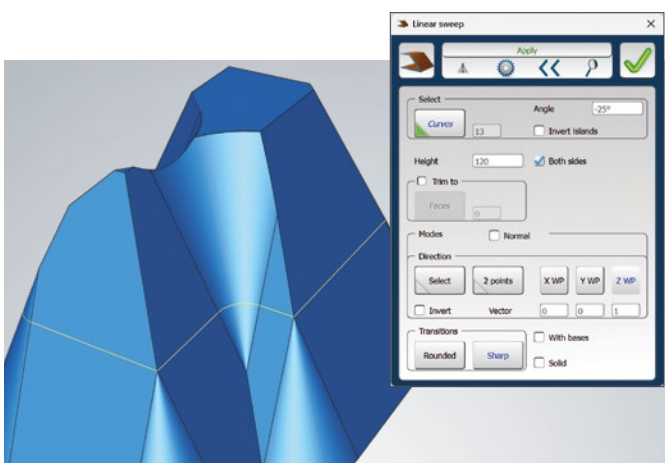 Linear sweep
Apply
Select
Angle -25°
Curves 13 Invert islands
Height 120 Both sides
Trim to
Faces 0
Modes Normal
Direction
Select 2 points X WP Y WP Z WP
Invert Vector 0 0 1
Transitions
With bases
Rounded Sharp
Solid